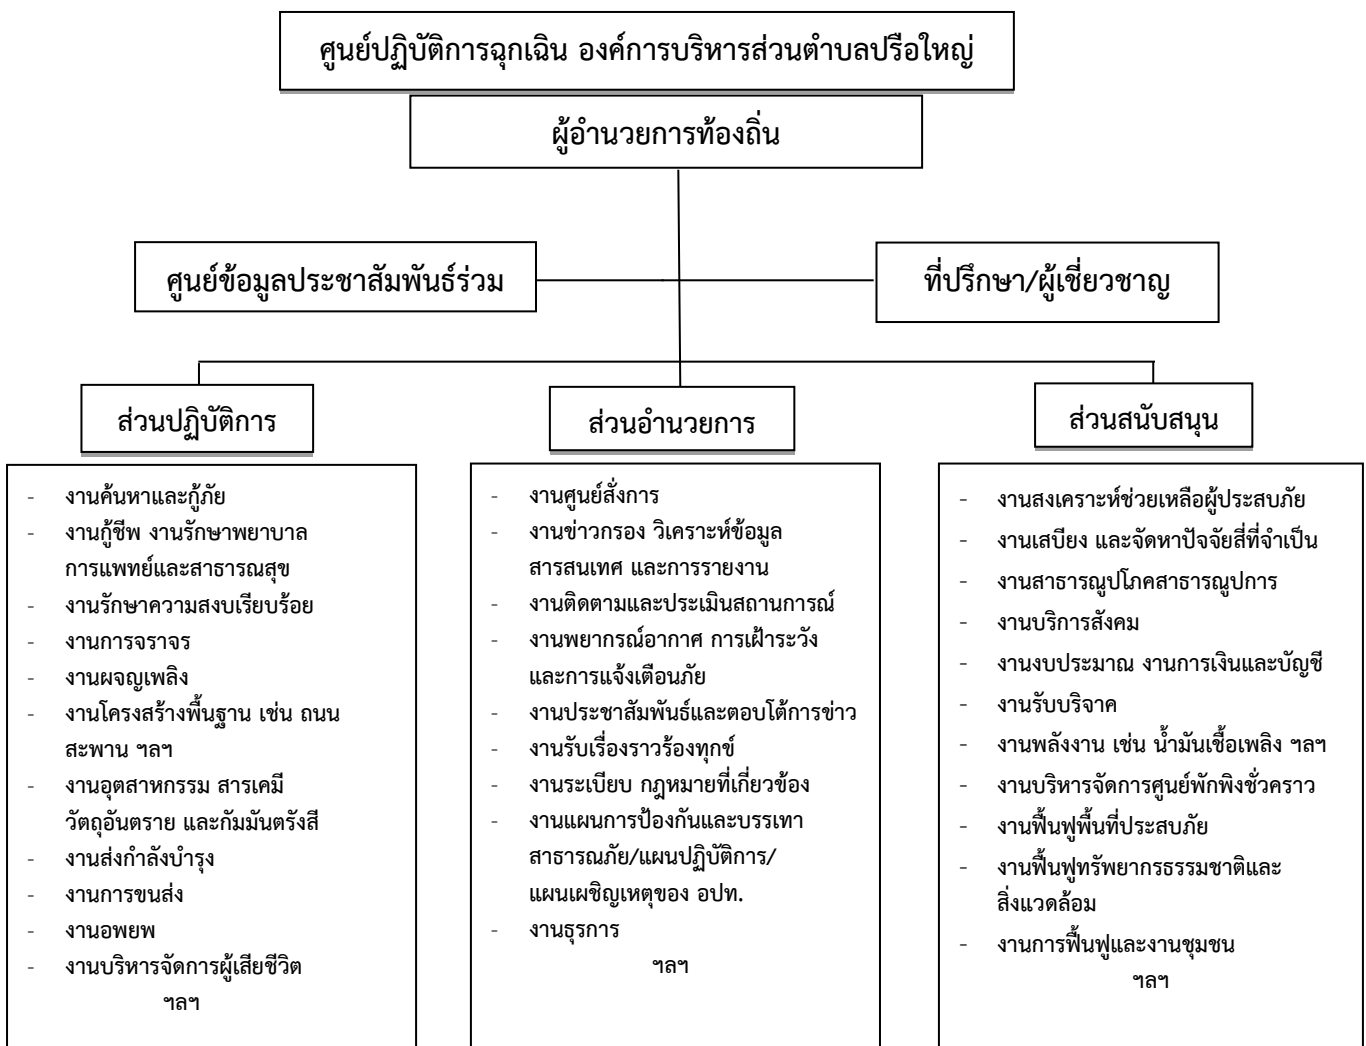 ศูนย์ปฏิบัติการฉุกเฉิน องค์การบริหารส่วนตำบลปรือใหญ่
ผู้อำนวยการท้องถิ่น
ศูนย์ข้อมูลประชาสัมพันธ์ร่วม
ที่ปรึกษา/ผู้เชี่ยวชาญ
ส่วนปฏิบัติการ
- งานค้นหาและกู้ภัย
- งานกู้ชีพ งานรักษาพยาบาล
การแพทย์และสาธารณสุข
- งานรักษาความสงบเรียบร้อย
- งานการจราจร
- งานผจญเพลิง
- งานโครงสร้างพื้นฐาน เช่น ถนน
สะพาน ฯลฯ
- งานอุตสาหกรรม สารเคมี
วัตถุอันตราย และกัมมันตรังสี
- งานส่งกำลังบำรุง
- งานการขนส่ง
- งานอพยพ
- งานบริหารจัดการผู้เสียชีวิต
ฯลฯ
ส่วนอำนวยการ
- งานศูนย์สั่งการ
- งานข่าวกรอง วิเคราะห์ข้อมูล
สารสนเทศ และการรายงาน
- งานติดตามและประเมินสถานการณ์
- งานพยากรณ์อากาศ การเฝ้าระวัง
และการแจ้งเตือนภัย
- งานประชาสัมพันธ์และตอบโต้การข่าว
- งานรับเรื่องราวร้องทุกข์
- งานระเบียบ กฎหมายที่เกี่ยวข้อง
- งานแผนการป้องกันและบรรเทา
สาธารณภัย/แผนปฏิบัติการ/
แผนเผชิญเหตุของ อปท.
- งานธุรการ
ฯลฯ
ส่วนสนับสนุน
- งานสงเคราะห์ช่วยเหลือผู้ประสบภัย
- งานเสบียง และจัดหาปัจจัยสี่ที่จำเป็น
- งานสาธารณูปโภคสาธารณูปการ
- งานบริการสังคม
- งานงบประมาณ งานการเงินและบัญชี
- งานรับบริจาค
- งานพลังงาน เช่น น้ำมันเชื้อเพลิง ฯลฯ
- งานบริหารจัดการศูนย์พักพิงชั่วคราว
- งานฟื้นฟูพื้นที่ประสบภัย
- งานฟื้นฟูทรัพยากรธรรมชาติและ
สิ่งแวดล้อม
- งานการฟื้นฟูและงานชุมชน
ฯลฯ